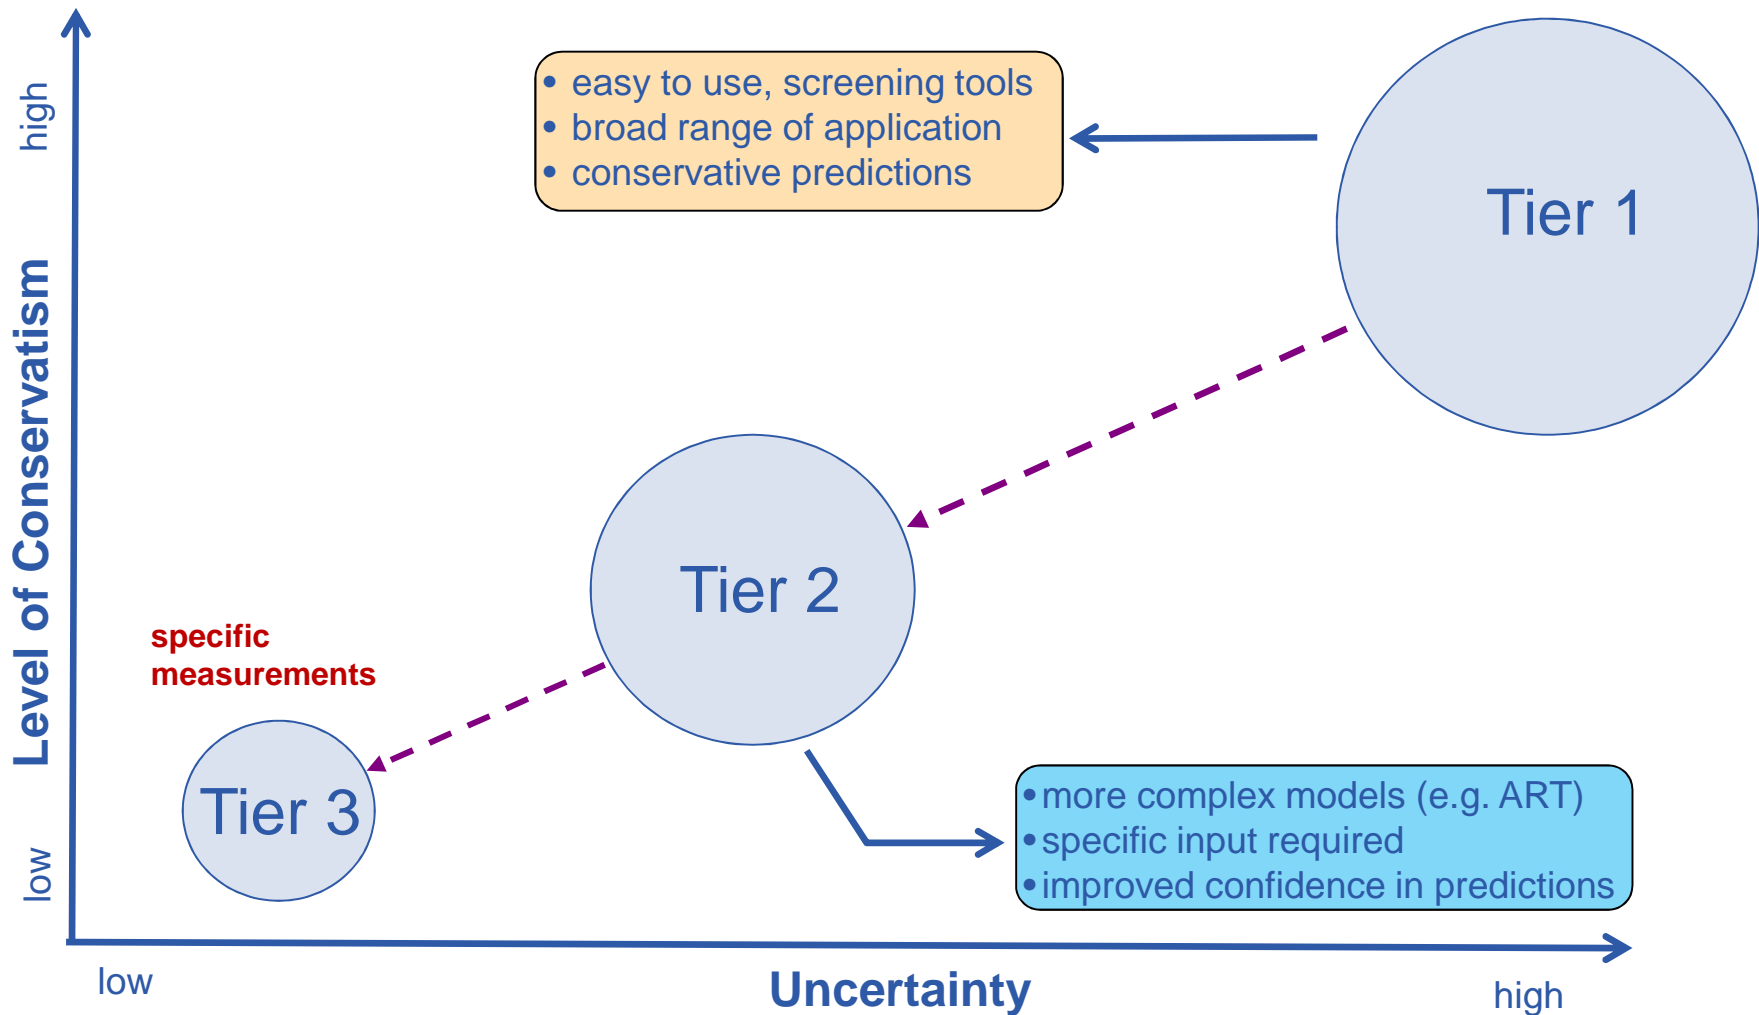 high
• easy to use, screening tools
• broad range of application
• conservative predictions
Tier 1
Level of Conservatism
Tier 2
specific
measurements
Tier 3
• more complex models (e.g. ART)
• specific input required
• improved confidence in predictions
low
low
Uncertainty
high